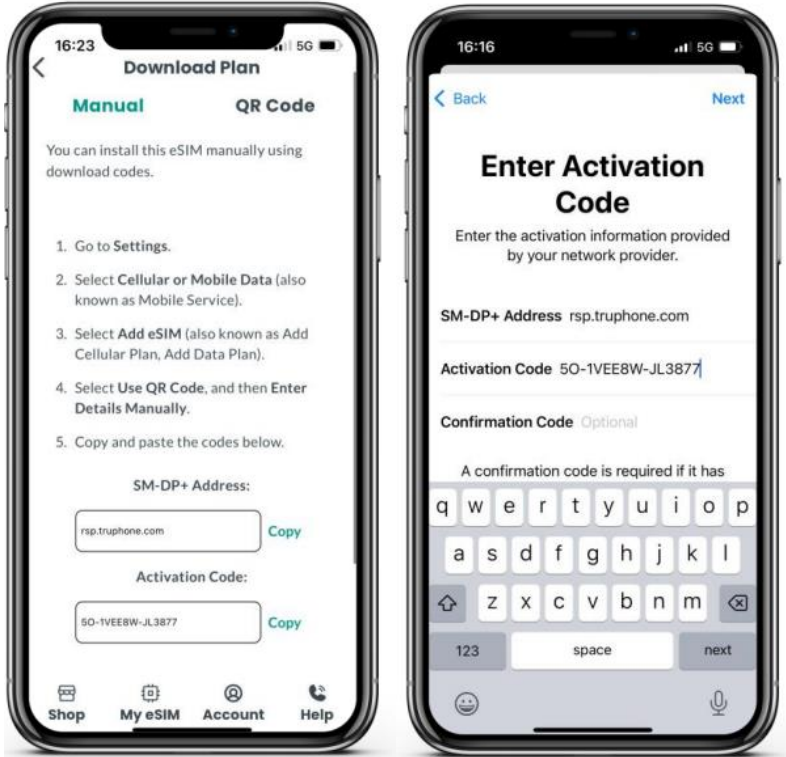 16:23
5G
Download Plan
Manual
QR Code
You can install this eSIM manually using
download codes.
1. Go to Settings.
2. Select Cellular or Mobile Data (also
known as Mobile Service).
3. Select Add eSIM (also known as Add
Cellular Plan, Add Data Plan).
4. Select Use QR Code, and then Enter
Details Manually.
5. Copy and paste the codes below.
SM-DP+ Address:
rsp.truphone.com
Copy
Activation Code:
5O-1VEE8W-JL3877
Copy
Shop
My eSIM
Account
Help
16:16
5G
Back
Next
Enter Activation
Code
Enter the activation information provided
by your network provider.
SM-DP+ Address rsp.truphone.com
Activation Code 5O-1VEE8W-JL3877
Confirmation Code Optional
A confirmation code is required if it has
q w e r t y u i o p
a s d f g h j k l
z x c v b n m
123
space
next